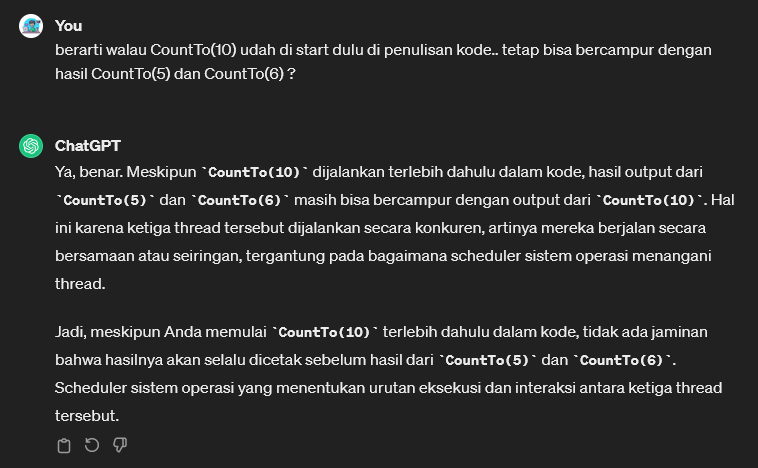 You
berarti walau CountTo(10) udah di start dulu di penulisan kode.. tetap bisa bercampur dengan
hasil CountTo(5) dan CountTo(6) ?
ChatGPT
Ya, benar. Meskipun `CountTo(10)` dijalankan terlebih dahulu dalam kode, hasil output dari
`CountTo(5)` dan `CountTo(6)` masih bisa bercampur dengan output dari `CountTo(10)`. Hal
ini karena ketiga thread tersebut dijalankan secara konkuren, artinya mereka berjalan secara
bersamaan atau seiringan, tergantung pada bagaimana scheduler sistem operasi menangani
thread.
Jadi, meskipun Anda memulai `CountTo(10)` terlebih dahulu dalam kode, tidak ada jaminan
bahwa hasilnya akan selalu dicetak sebelum hasil dari `CountTo(5)` dan `CountTo(6)`.
Scheduler sistem operasi yang menentukan urutan eksekusi dan interaksi antara ketiga thread
tersebut.